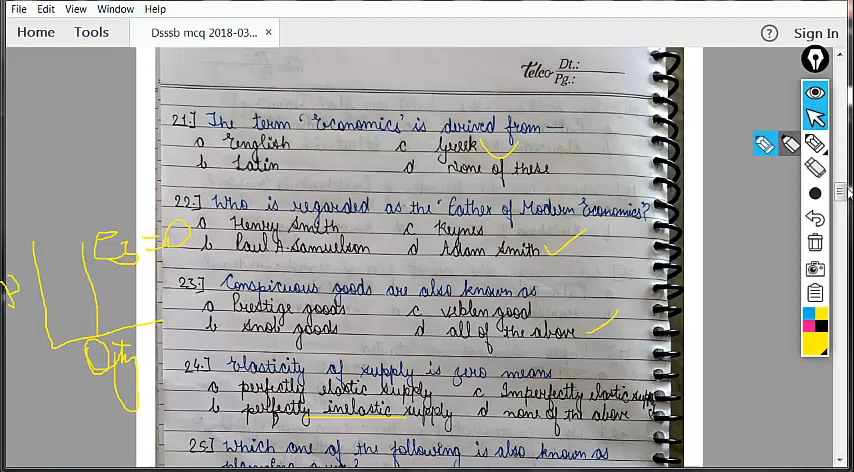 File Edit View Window Help
Home Tools Dsssb mcq 2018-03... × ? Sign In
telco Dt.:
Pg.:
21.] The term 'Economics' is derived from —
a English c Greek
b Latin d None of these
22.] Who is regarded as the 'Father of Modern Economics'?
a Henry Smith c Keynes
b Paul A. Samuelson d Adam Smith
Es = 0
23.] Conspicuous goods are also known as
a Prestige goods c veblen good
b Snob goods d all of the above
P
Qty
24.] Elasticity of supply is zero means
a perfectly elastic supply c Imperfectly elastic supply
b perfectly inelastic supply d none of the above
25.] Which one of the following is also known as